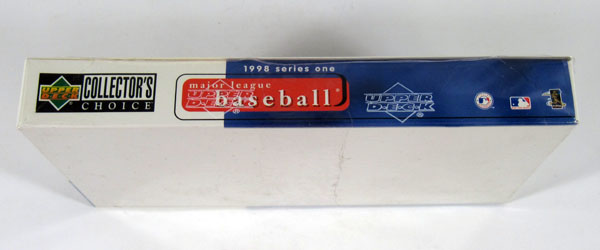 UPPER DECK
COLLECTOR'S
CHOICE
1998 series one
major league
baseball
UPPER
DECK
UPPER
DECK